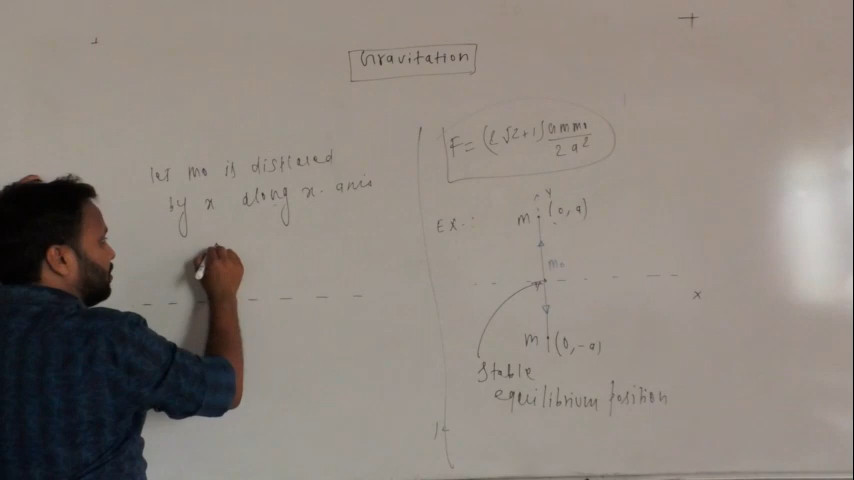 Gravitation
let m₀ is displaced
by x along x-axis
F = (2√2+1) Gmm₀/2a²
Ex.:
y
m (0, a)
m₀
x
m (0, -a)
Stable
equilibrium position